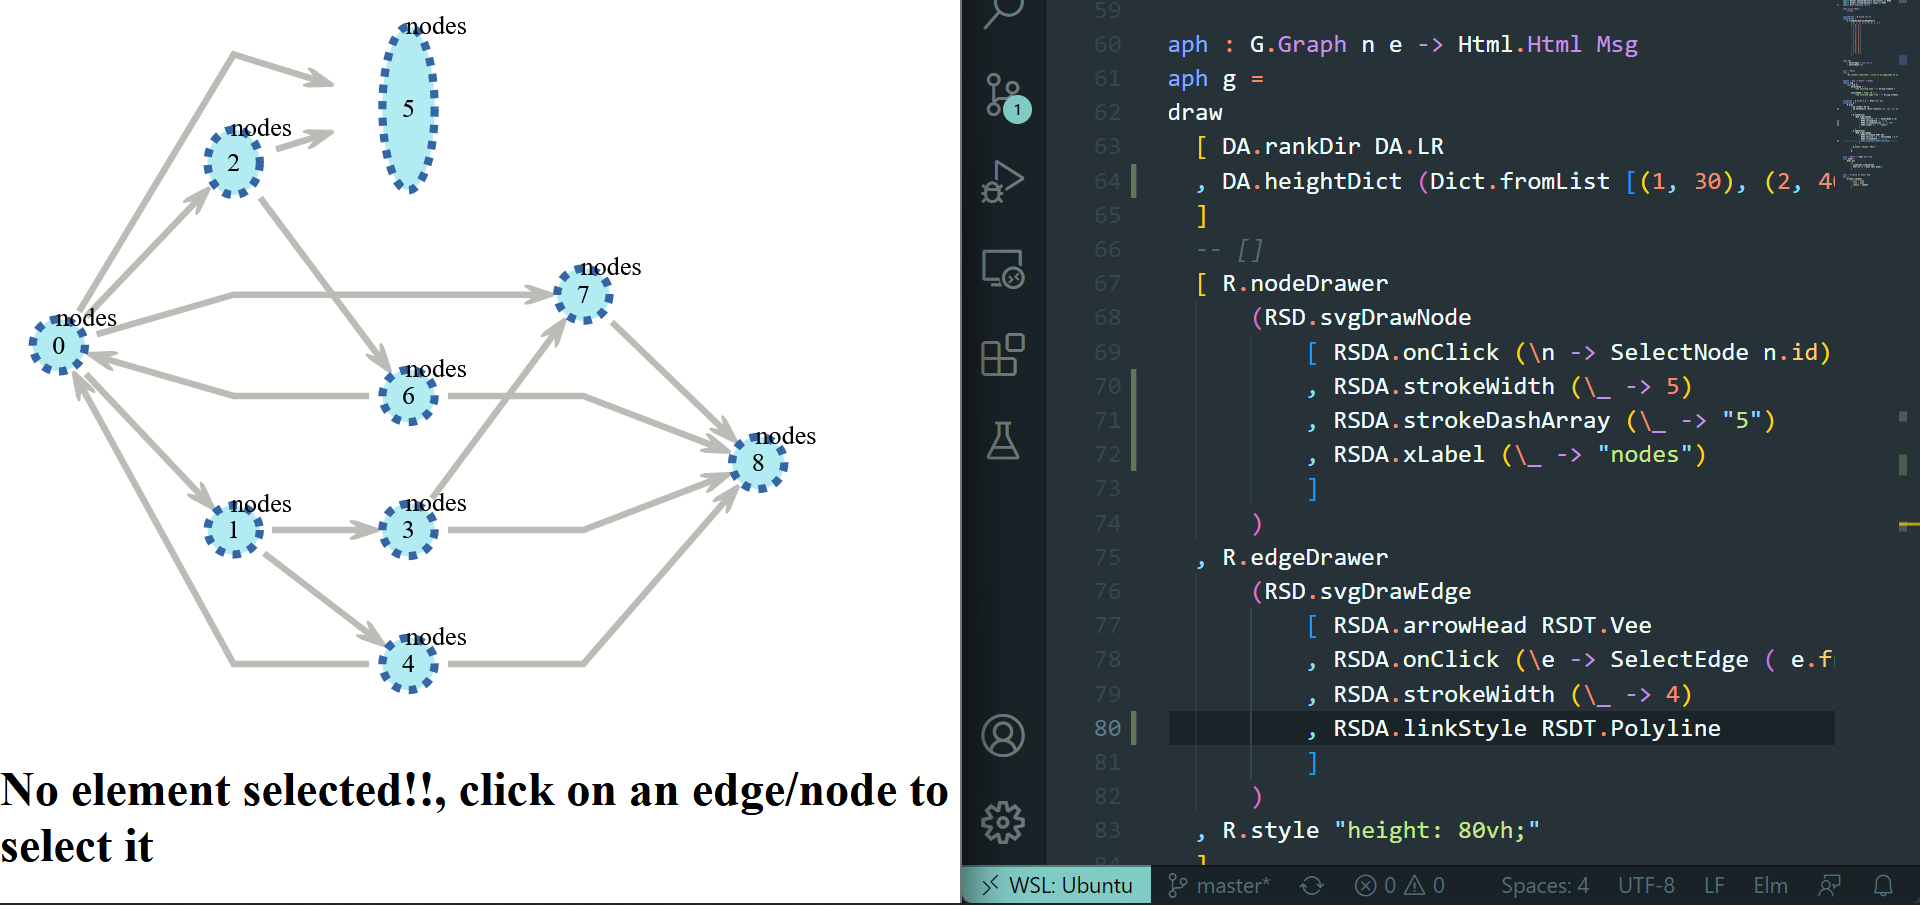 nodes
5
nodes
2
nodes
7
nodes
0
nodes
6
nodes
8
nodes
1
nodes
3
nodes
4
No element selected!!, click on an edge/node to
select it
1
59
60 aph : G.Graph n e -> Html.Html Msg
61 aph g =
62 draw
63 [ DA.rankDir DA.LR
64 , DA.heightDict (Dict.fromList [(1, 30), (2, 40
65 ]
66 -- []
67 [ R.nodeDrawer
68 (RSD.svgDrawNode
69 [ RSDA.onClick (\n -> SelectNode n.id)
70 , RSDA.strokeWidth (\_ -> 5)
71 , RSDA.strokeDashArray (\_ -> "5")
72 , RSDA.xLabel (\_ -> "nodes")
73 ]
74 )
75 , R.edgeDrawer
76 (RSD.svgDrawEdge
77 [ RSDA.arrowHead RSDT.Vee
78 , RSDA.onClick (\e -> SelectEdge ( e.fr
79 , RSDA.strokeWidth (\_ -> 4)
80 , RSDA.linkStyle RSDT.Polyline
81 ]
82 )
83 , R.style "height: 80vh;"
84 ]
WSL: Ubuntu master* 0 0 Spaces: 4 UTF-8 LF Elm